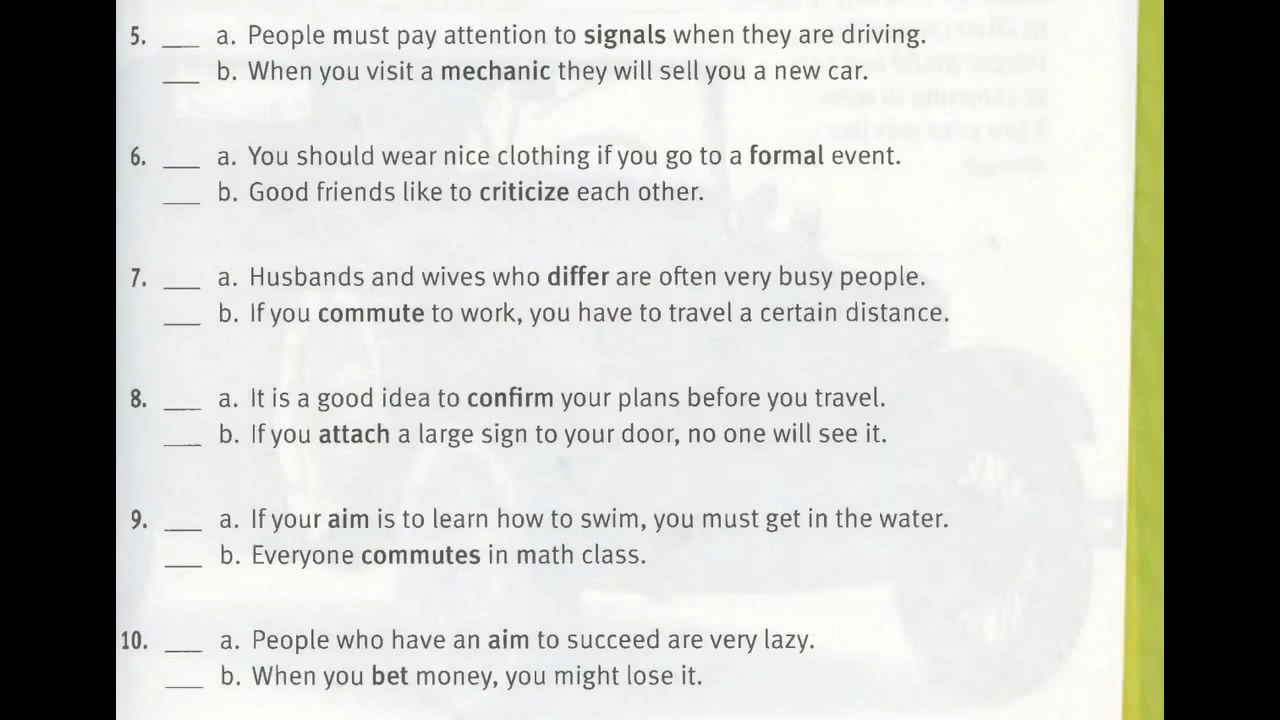 5. ___ a. People must pay attention to signals when they are driving.
___ b. When you visit a mechanic they will sell you a new car.
6. ___ a. You should wear nice clothing if you go to a formal event.
___ b. Good friends like to criticize each other.
7. ___ a. Husbands and wives who differ are often very busy people.
___ b. If you commute to work, you have to travel a certain distance.
8. ___ a. It is a good idea to confirm your plans before you travel.
___ b. If you attach a large sign to your door, no one will see it.
9. ___ a. If your aim is to learn how to swim, you must get in the water.
___ b. Everyone commutes in math class.
10. ___ a. People who have an aim to succeed are very lazy.
___ b. When you bet money, you might lose it.